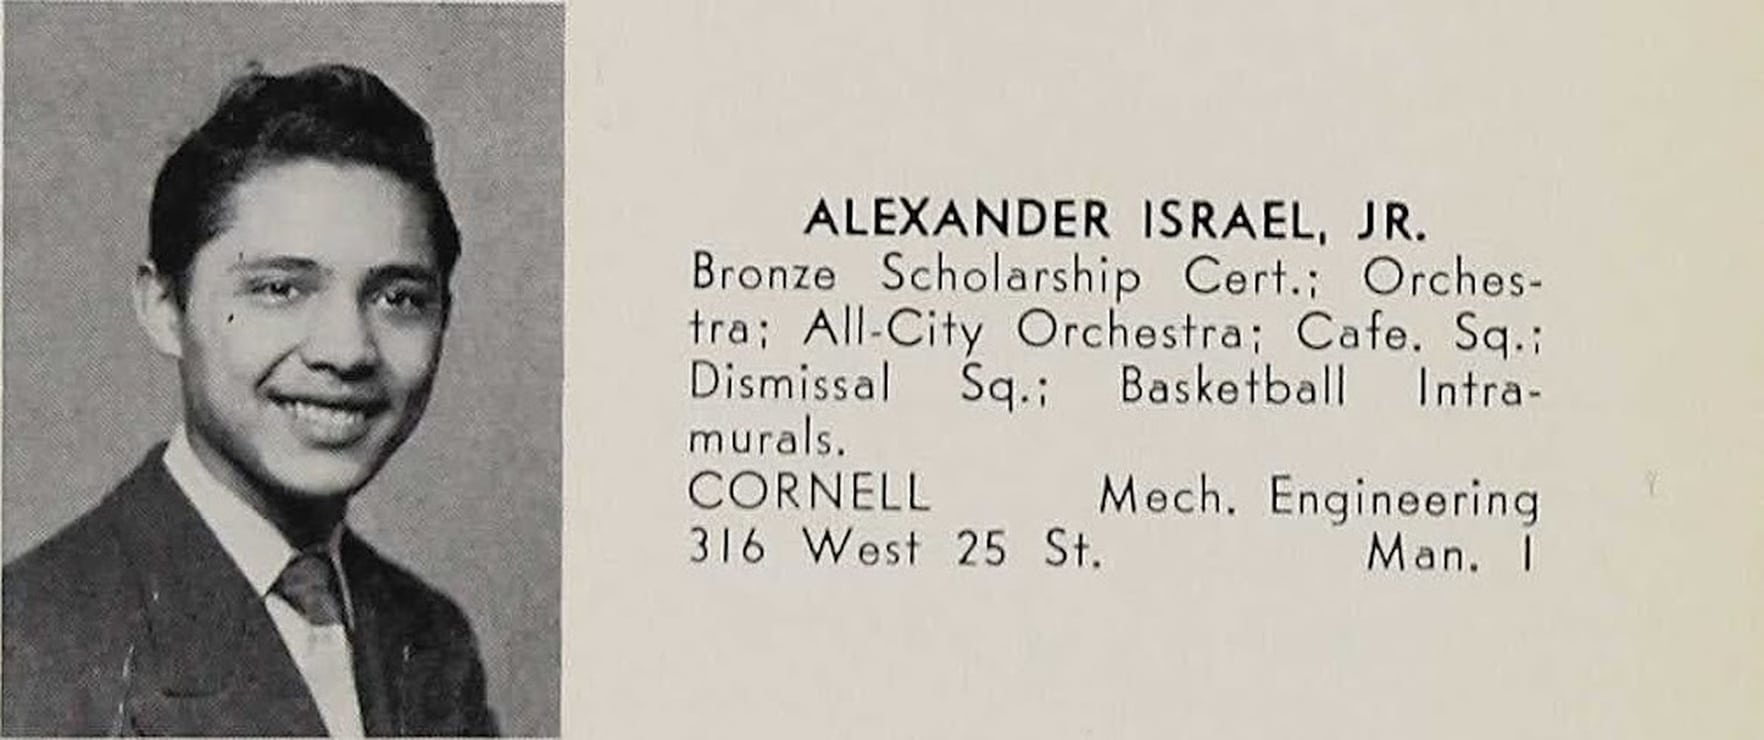 ALEXANDER ISRAEL, JR.
Bronze Scholarship Cert.; Orches-
tra; All-City Orchestra; Cafe. Sq.;
Dismissal Sq.; Basketball Intra-
murals.
CORNELL Mech. Engineering
316 West 25 St. Man. 1